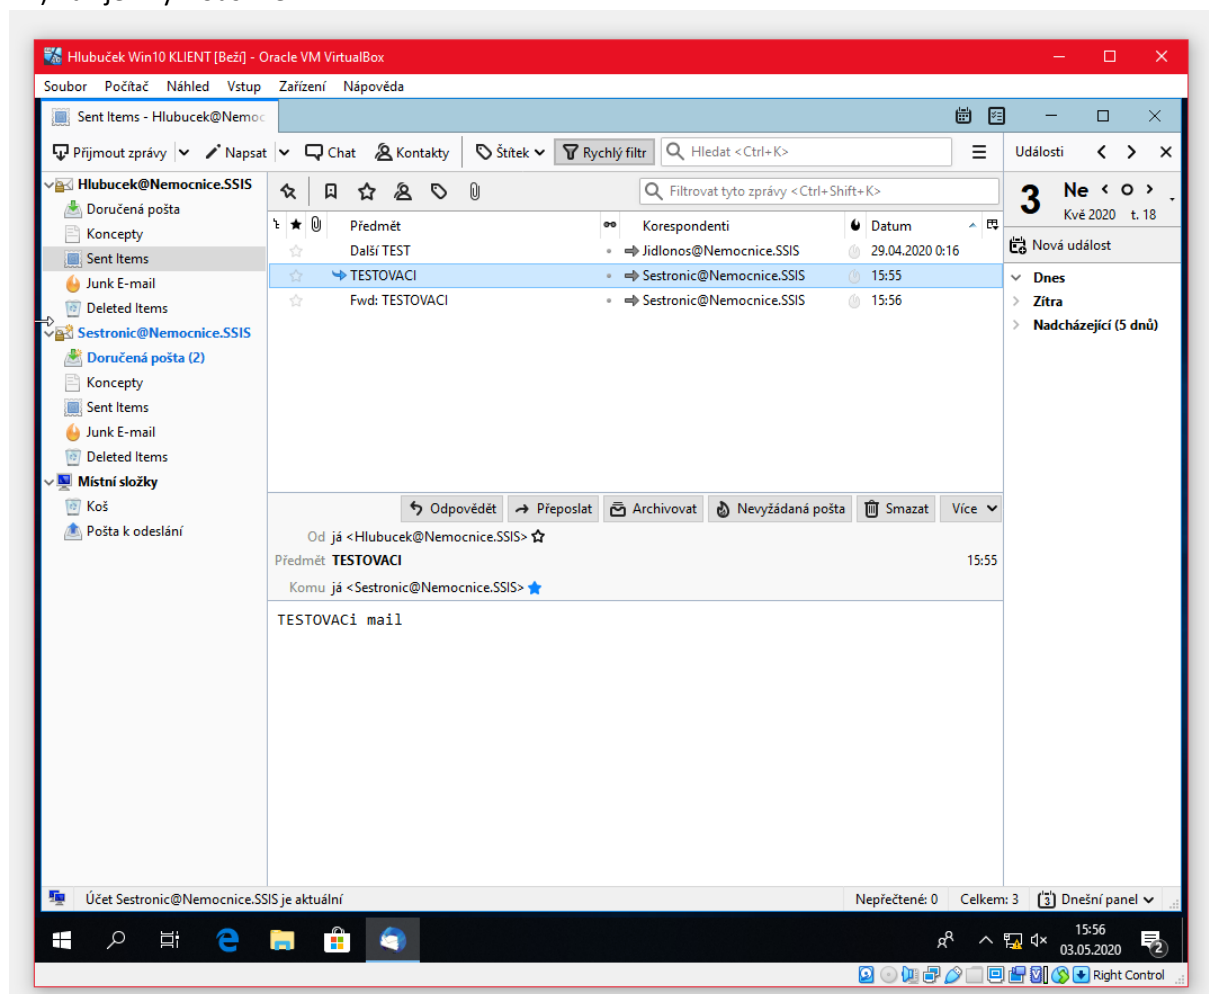 Hlubuček Win10 KLIENT [Beží] - Oracle VM VirtualBox
Soubor Počítač Náhled Vstup Zařízení Nápověda
Sent Items - Hlubucek@Nemoc
Přijmout zprávy Napsat Chat Kontakty Štítek Rychlý filtr Hledat <Ctrl+K>
Události
Hlubucek@Nemocnice.SSIS
Doručená pošta
Koncepty
Sent Items
Junk E-mail
Deleted Items
Sestronic@Nemocnice.SSIS
Doručená pošta (2)
Koncepty
Sent Items
Junk E-mail
Deleted Items
Místní složky
Koš
Pošta k odeslání
Filtrovat tyto zprávy <Ctrl+Shift+K>
Předmět Korespondenti Datum
Další TEST Jidlonos@Nemocnice.SSIS 29.04.2020 0:16
TESTOVACI Sestronic@Nemocnice.SSIS 15:55
Fwd: TESTOVACI Sestronic@Nemocnice.SSIS 15:56
Odpovědět Přeposlat Archivovat Nevyžádaná pošta Smazat Více
Od já <Hlubucek@Nemocnice.SSIS>
Předmět TESTOVACI 15:55
Komu já <Sestronic@Nemocnice.SSIS>
TESTOVACi mail
3 Ne
Kvě 2020 t. 18
Nová událost
Dnes
Zítra
Nadcházející (5 dnů)
Účet Sestronic@Nemocnice.SSIS je aktuální Nepřečtené: 0 Celkem: 3 3 Dnešní panel
15:56
03.05.2020
2
Right Control